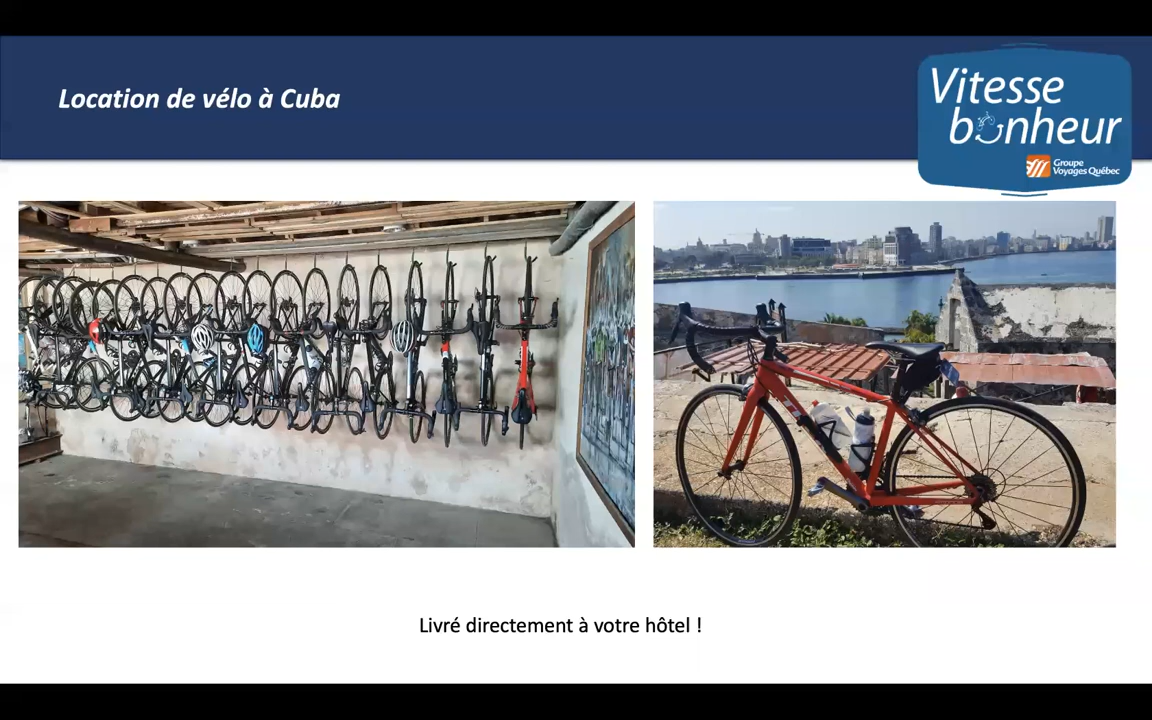 Location de vélo à Cuba
Vitesse
bonheur
Groupe
Voyages Québec
Livré directement à votre hôtel !